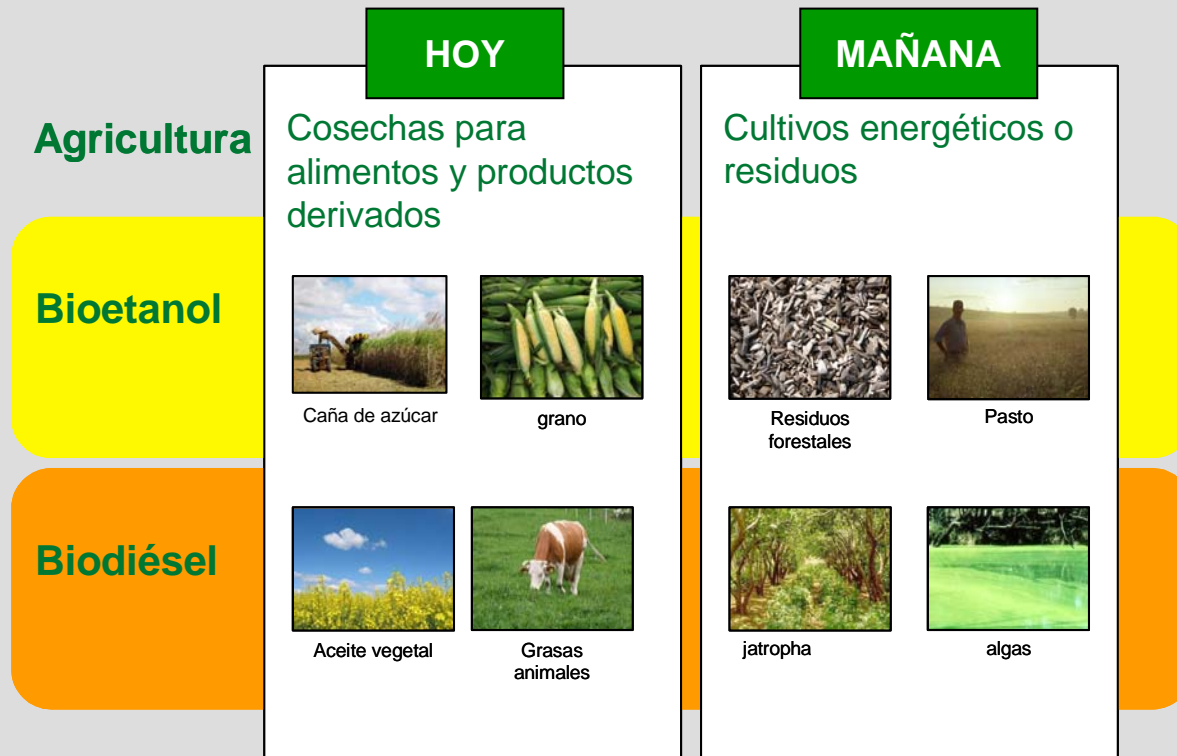 HOY
MAÑANA
Agricultura
Cosechas para
alimentos y productos
derivados
Cultivos energéticos o
residuos
Bioetanol
Caña de azúcar
grano
Residuos
forestales
Pasto
Biodiésel
Aceite vegetal
Grasas
animales
jatropha
algas